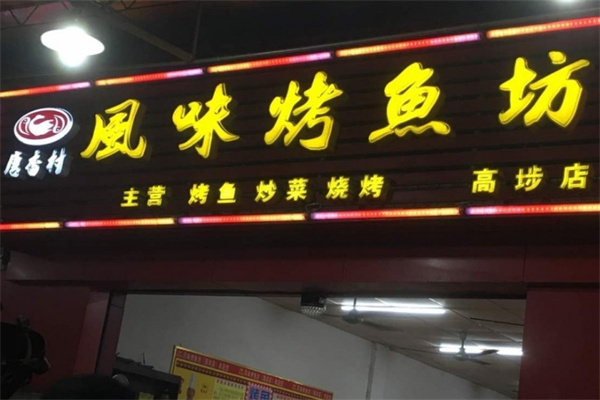 風味烤魚坊
唐香村
主营 烤鱼 炒菜 烧烤 高埗店